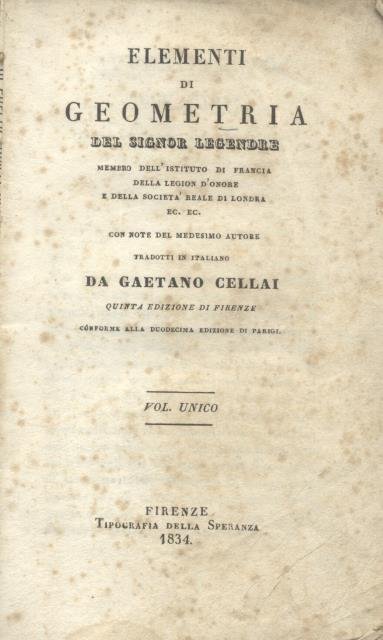 ELEMENTI
DI
GEOMETRIA
DEL SIGNOR LEGENDRE
MEMBRO DELL'ISTITUTO DI FRANCIA
DELLA LEGION D'ONORE
E DELLA SOCIETA' REALE DI LONDRA
EC. EC.
CON NOTE DEL MEDESIMO AUTORE
TRADOTTI IN ITALIANO
DA GAETANO CELLAI
QUINTA EDIZIONE DI FIRENZE
CONFORME ALLA DUODECIMA EDIZIONE DI PARIGI.
VOL. UNICO
FIRENZE
TIPOGRAFIA DELLA SPERANZA
1834.